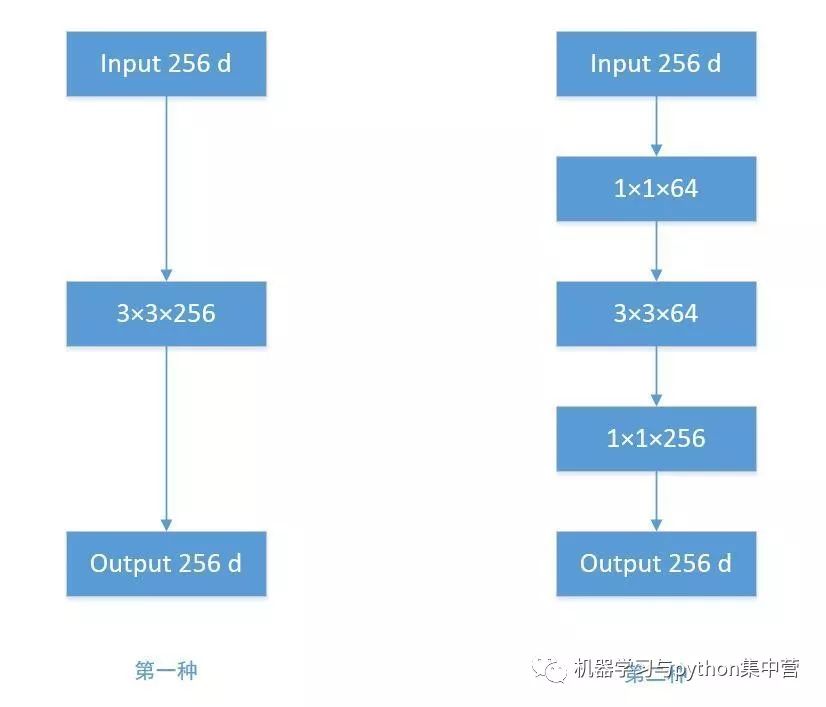 Input 256 d
3×3×256
Output 256 d
第一种
Input 256 d
1×1×64
3×3×64
1×1×256
Output 256 d
第二种
机器学习与python集中营